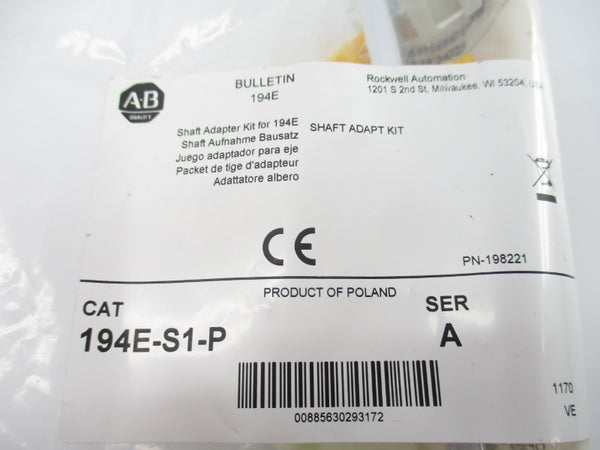 A-B
QUALITY
BULLETIN
194E
Rockwell Automation
1201 S 2nd St, Milwaukee, WI 53204, USA
Shaft Adapter Kit for 194E
Shaft Aufnahme Bausatz
Juego adaptador para eje
Packet de tige d'adapteur
Adattatore albero
SHAFT ADAPT KIT
CE
PN-198221
PRODUCT OF POLAND
CAT
194E-S1-P
SER
A
00885630293172
1170
VE